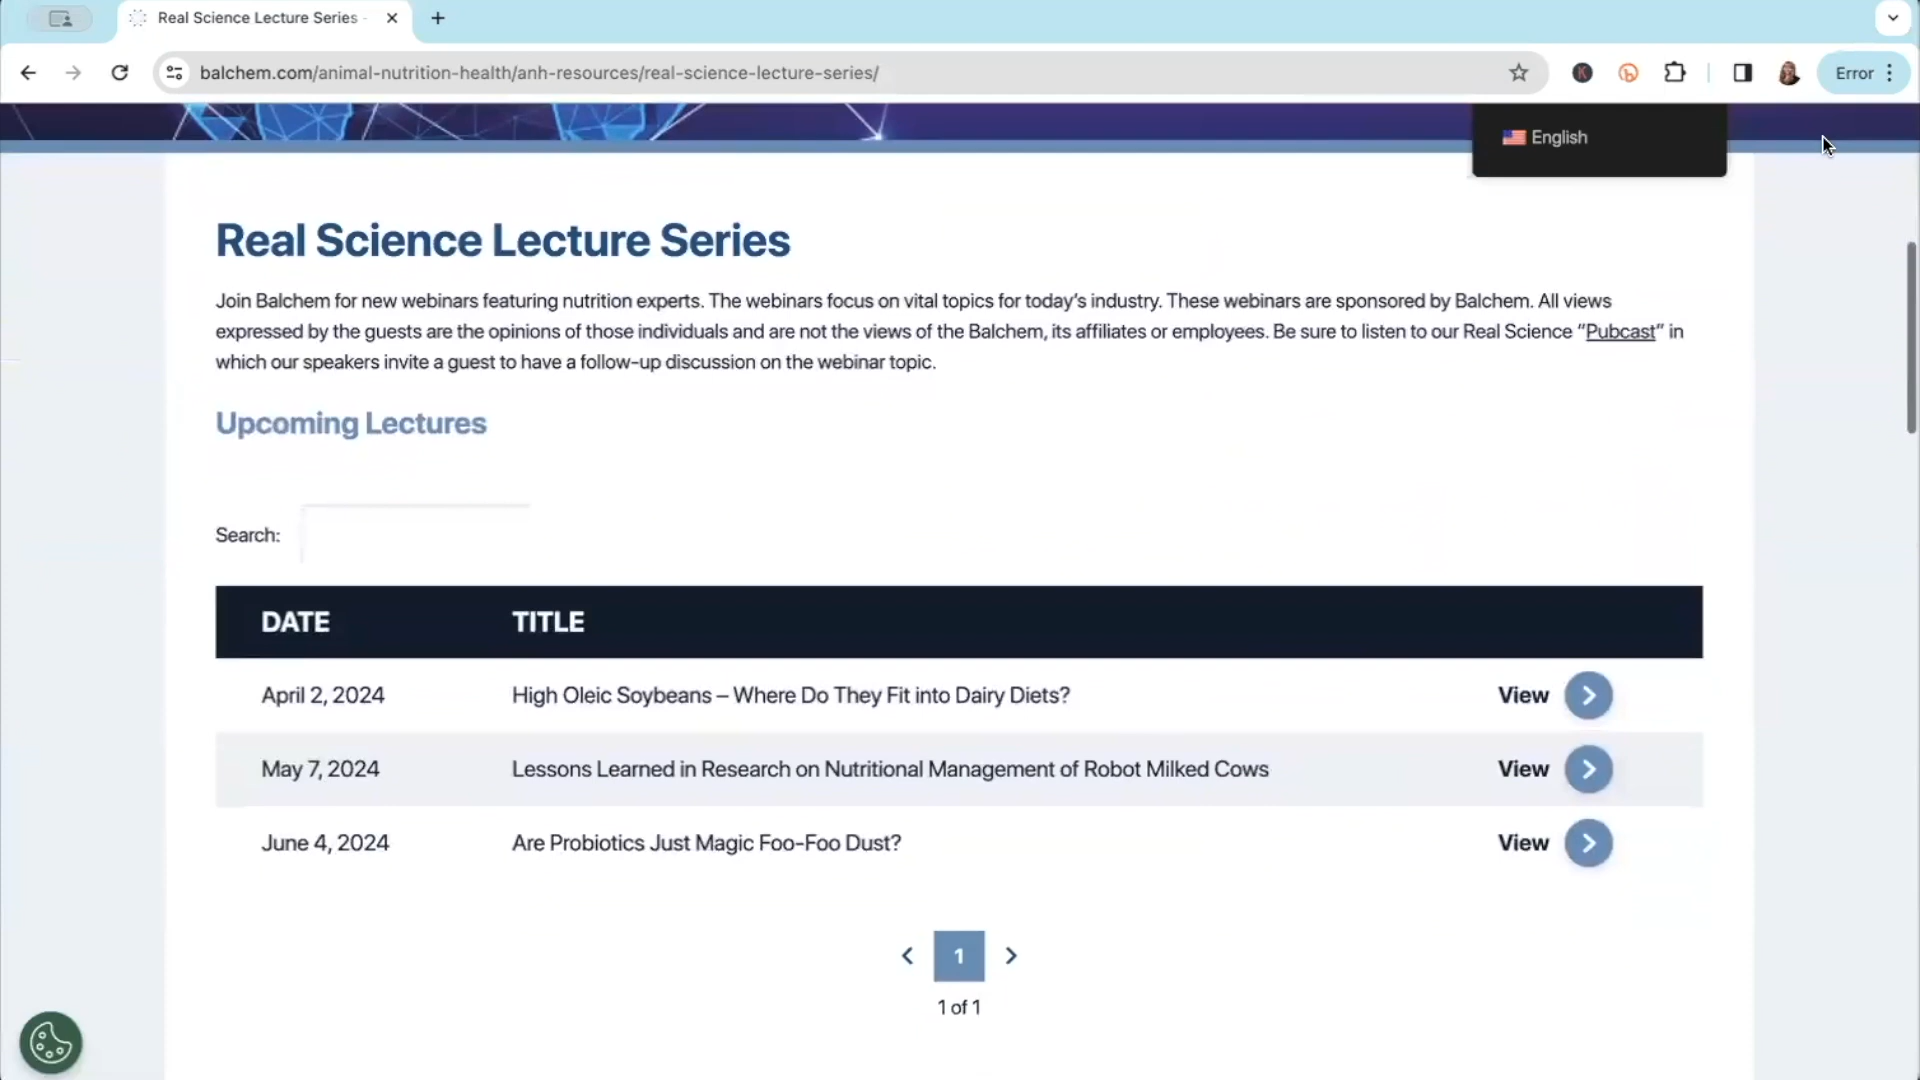 Real Science Lecture Series -
balchem.com/animal-nutrition-health/anh-resources/real-science-lecture-series/
K
Error
English
Real Science Lecture Series
Join Balchem for new webinars featuring nutrition experts. The webinars focus on vital topics for today's industry. These webinars are sponsored by Balchem. All views
expressed by the guests are the opinions of those individuals and are not the views of the Balchem, its affiliates or employees. Be sure to listen to our Real Science “Pubcast” in
which our speakers invite a guest to have a follow-up discussion on the webinar topic.
Upcoming Lectures
Search:
DATE TITLE
April 2, 2024 High Oleic Soybeans – Where Do They Fit into Dairy Diets? View
May 7, 2024 Lessons Learned in Research on Nutritional Management of Robot Milked Cows View
June 4, 2024 Are Probiotics Just Magic Foo-Foo Dust? View
1
1 of 1